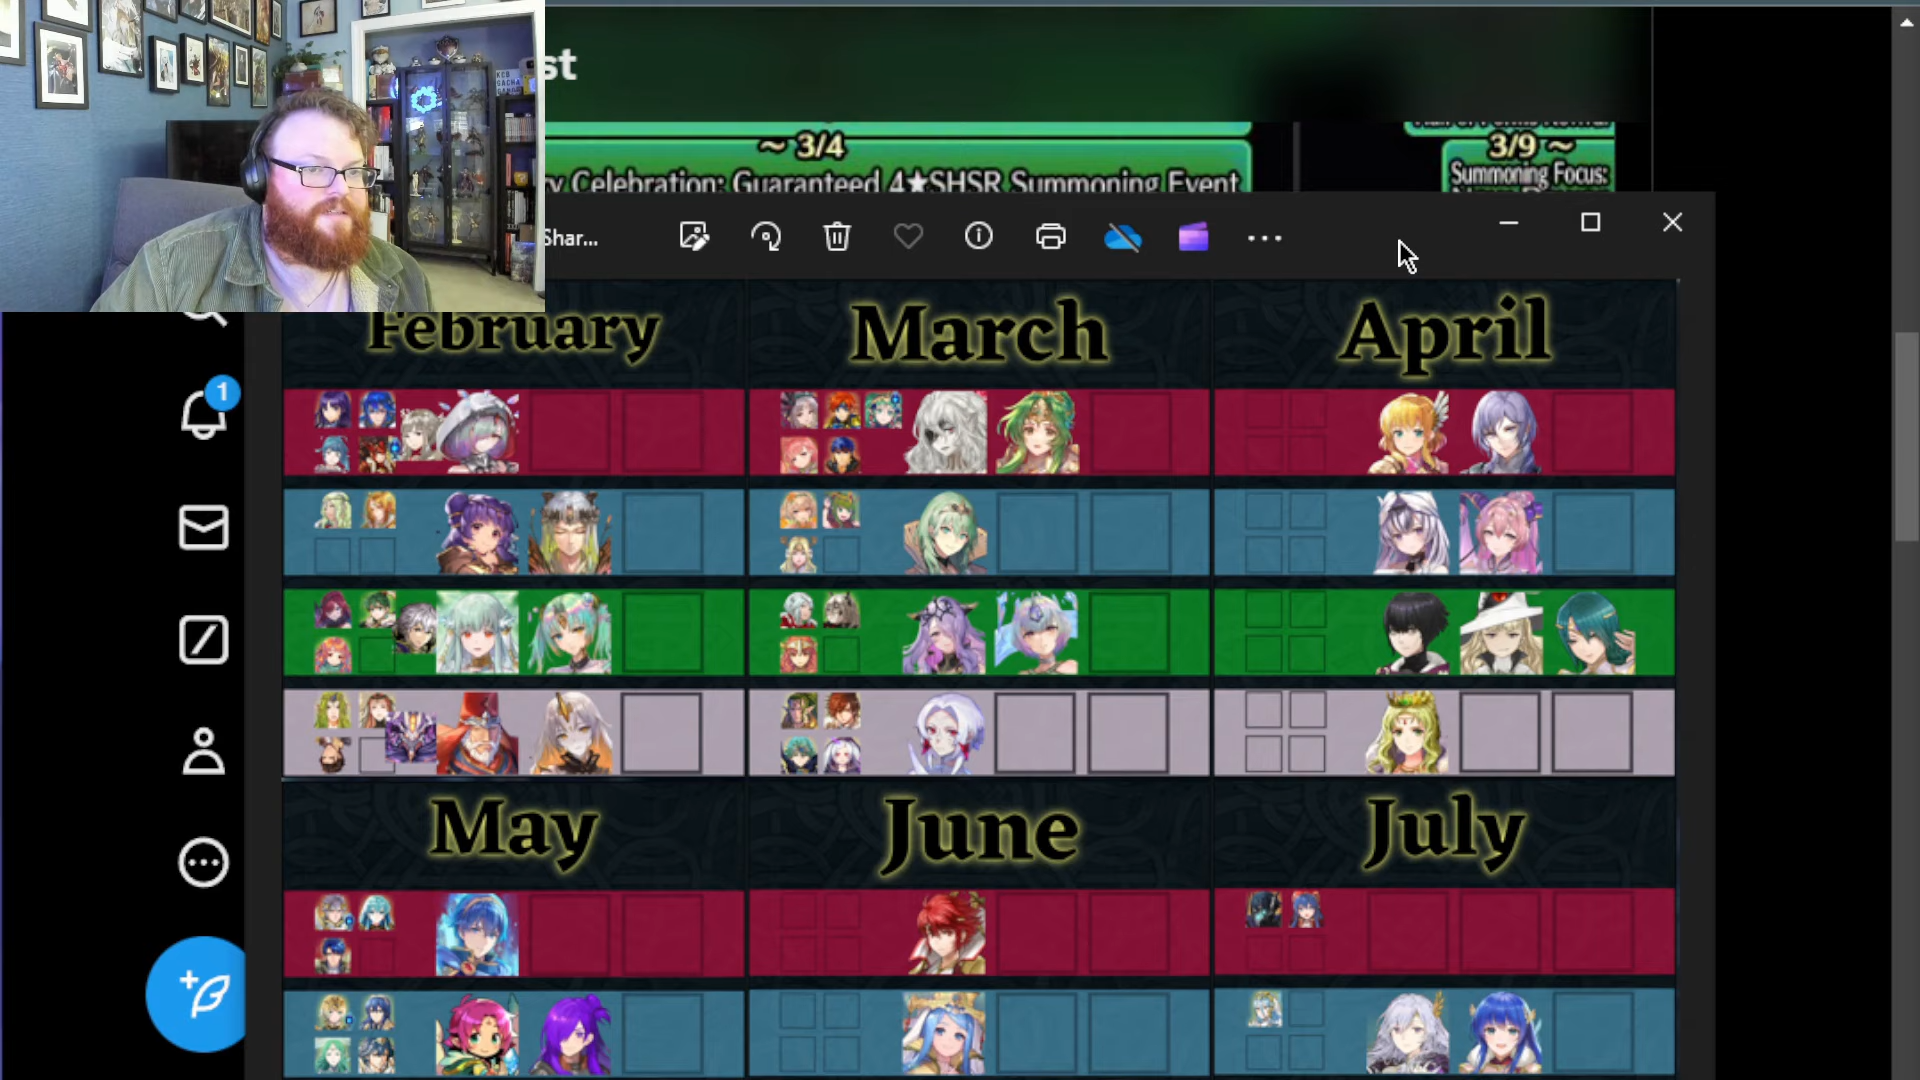 st
~ 3/4
y Celebration: Guaranteed 4★SHSR Summoning Event
3/9 ~
Summoning Focus:
Shar...
1
February
March
April
May
June
July